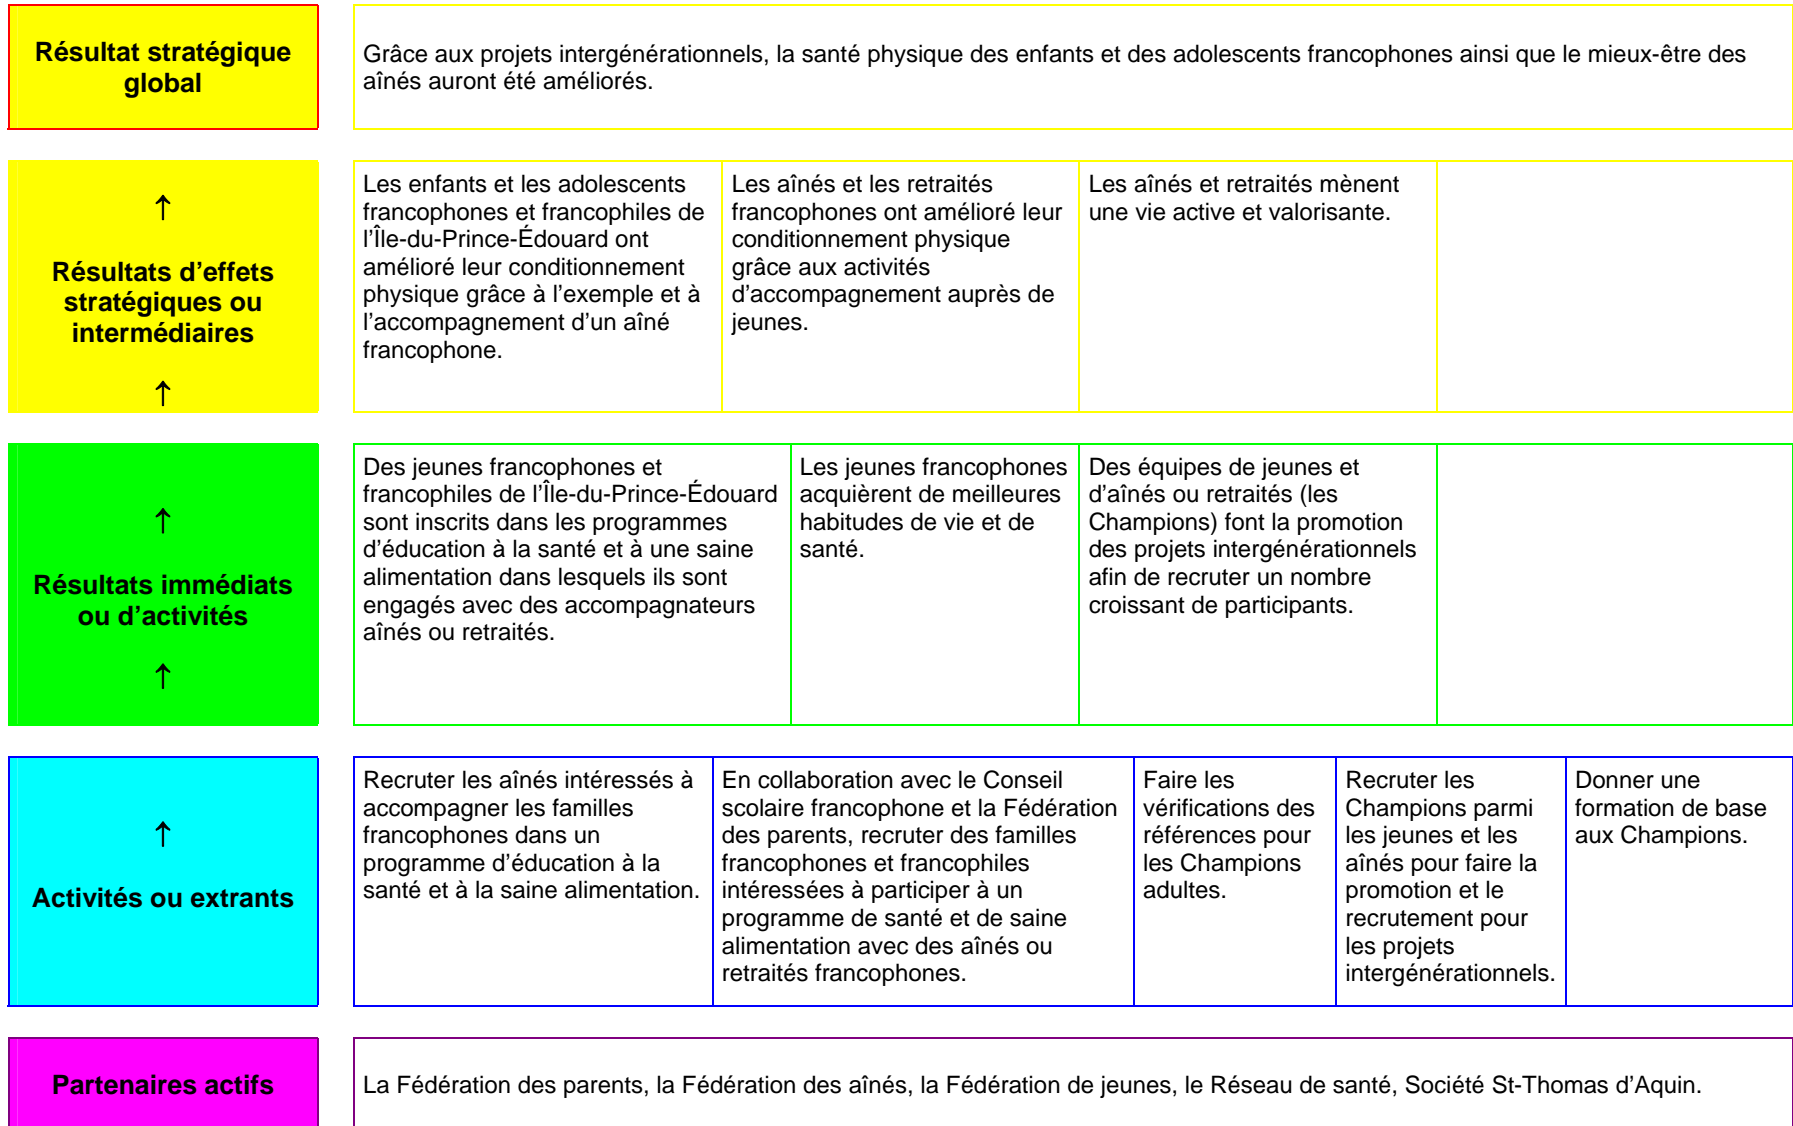 Résultat stratégique
global
Grâce aux projets intergénérationnels, la santé physique des enfants et des adolescents francophones ainsi que le mieux-être des
aînés auront été améliorés.
↑
Résultats d’effets
stratégiques ou
intermédiaires
↑
Les enfants et les adolescents
francophones et francophiles de
l’Île-du-Prince-Édouard ont
amélioré leur conditionnement
physique grâce à l’exemple et à
l’accompagnement d’un aîné
francophone.
Les aînés et les retraités
francophones ont amélioré leur
conditionnement physique
grâce aux activités
d’accompagnement auprès de
jeunes.
Les aînés et retraités mènent
une vie active et valorisante.
↑
Résultats immédiats
ou d’activités
↑
Des jeunes francophones et
francophiles de l’Île-du-Prince-Édouard
sont inscrits dans les programmes
d’éducation à la santé et à une saine
alimentation dans lesquels ils sont
engagés avec des accompagnateurs
aînés ou retraités.
Les jeunes francophones
acquièrent de meilleures
habitudes de vie et de
santé.
Des équipes de jeunes et
d’aînés ou retraités (les
Champions) font la promotion
des projets intergénérationnels
afin de recruter un nombre
croissant de participants.
↑
Activités ou extrants
Recruter les aînés intéressés à
accompagner les familles
francophones dans un
programme d’éducation à la
santé et à la saine alimentation.
En collaboration avec le Conseil
scolaire francophone et la Fédération
des parents, recruter des familles
francophones et francophiles
intéressées à participer à un
programme de santé et de saine
alimentation avec des aînés ou
retraités francophones.
Faire les
vérifications des
références pour
les Champions
adultes.
Recruter les
Champions parmi
les jeunes et les
aînés pour faire la
promotion et le
recrutement pour
les projets
intergénérationnels.
Donner une
formation de base
aux Champions.
Partenaires actifs
La Fédération des parents, la Fédération des aînés, la Fédération de jeunes, le Réseau de santé, Société St-Thomas d’Aquin.